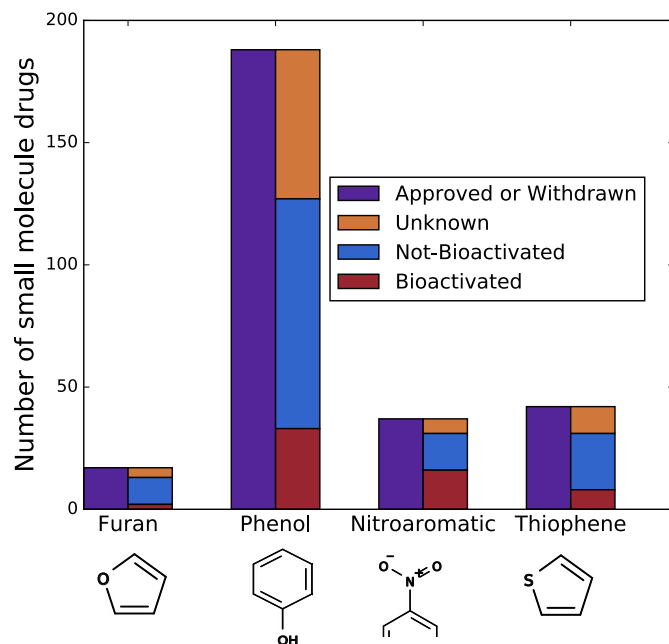 Number of small molecule drugs
200
150
100
50
0
Approved or Withdrawn
Unknown
Not-Bioactivated
Bioactivated
Furan Phenol Nitroaromatic Thiophene
O
OH
O− N+ O
S